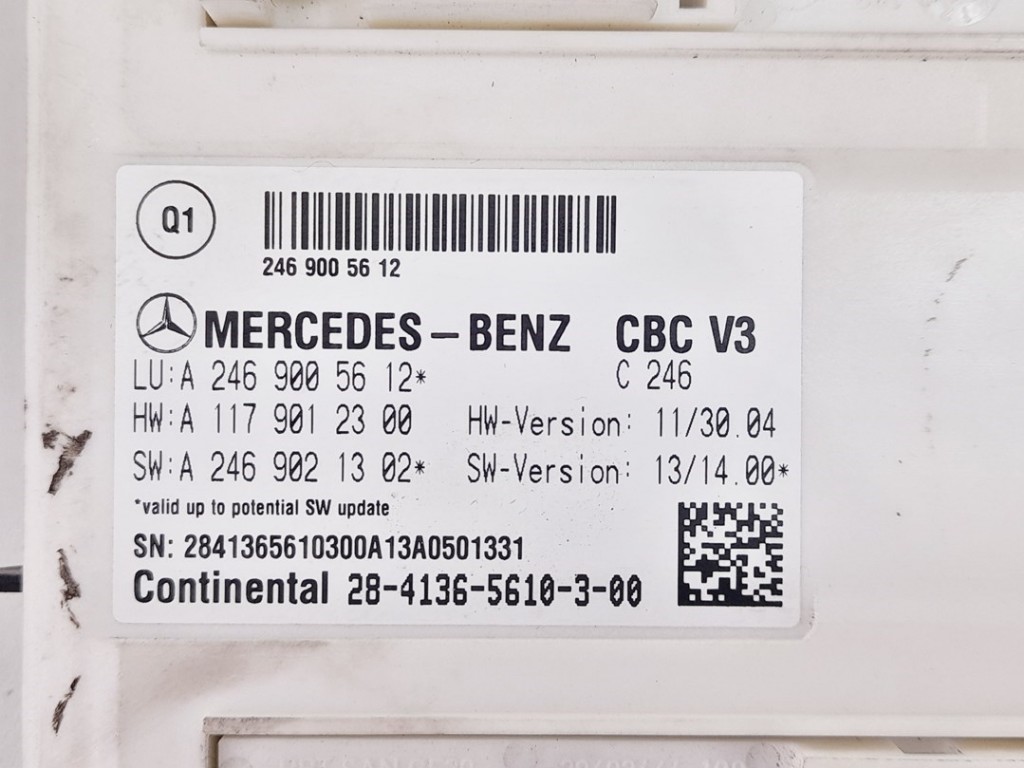 Q1
246 900 56 12
MERCEDES-BENZ CBC V3
LU:A 246 900 56 12* C 246
HW:A 117 901 23 00 HW-Version: 11/30.04
SW:A 246 902 13 02* SW-Version: 13/14.00*
*valid up to potential SW update
SN: 2841365610300A13A0501331
Continental 28-4136-5610-3-00